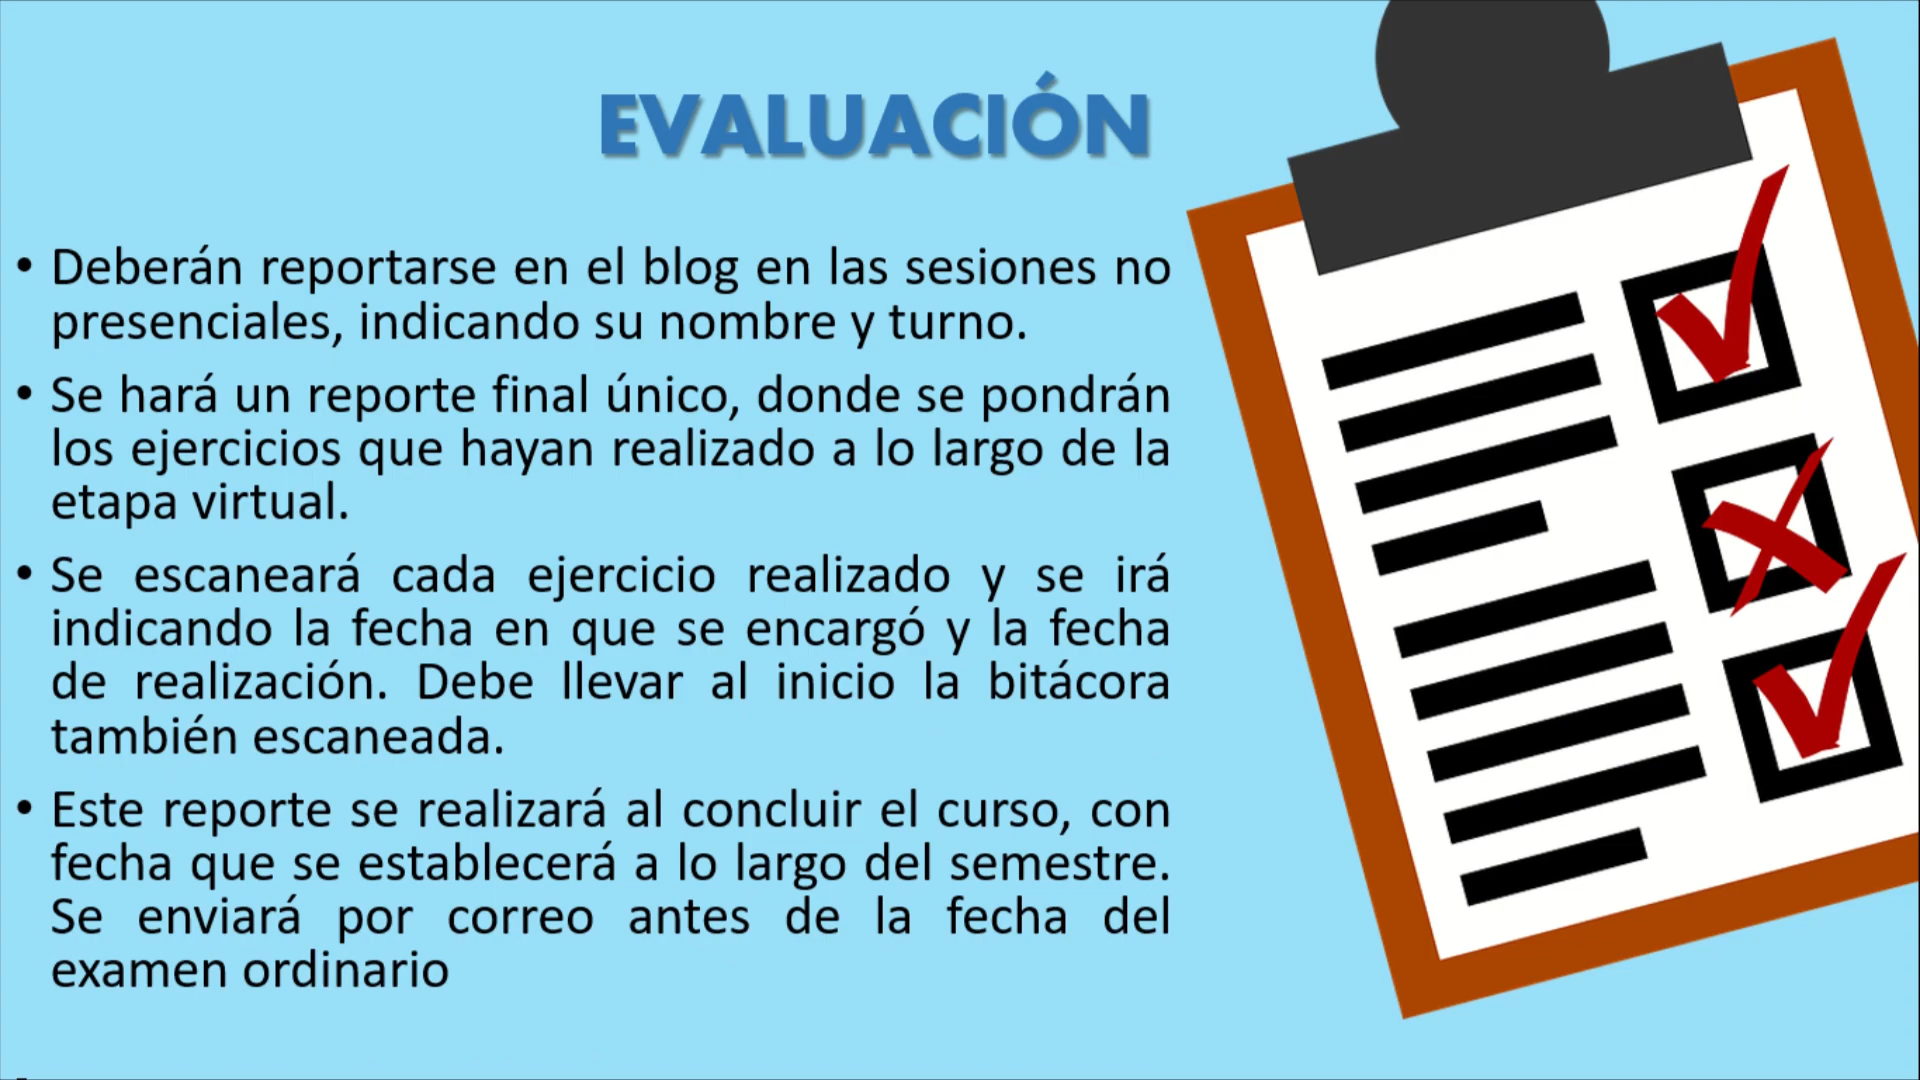 EVALUACIÓN
• Deberán reportarse en el blog en las sesiones no
presenciales, indicando su nombre y turno.
• Se hará un reporte final único, donde se pondrán
los ejercicios que hayan realizado a lo largo de la
etapa virtual.
• Se escaneará cada ejercicio realizado y se irá
indicando la fecha en que se encargó y la fecha
de realización. Debe llevar al inicio la bitácora
también escaneada.
• Este reporte se realizará al concluir el curso, con
fecha que se establecerá a lo largo del semestre.
Se enviará por correo antes de la fecha del
examen ordinario